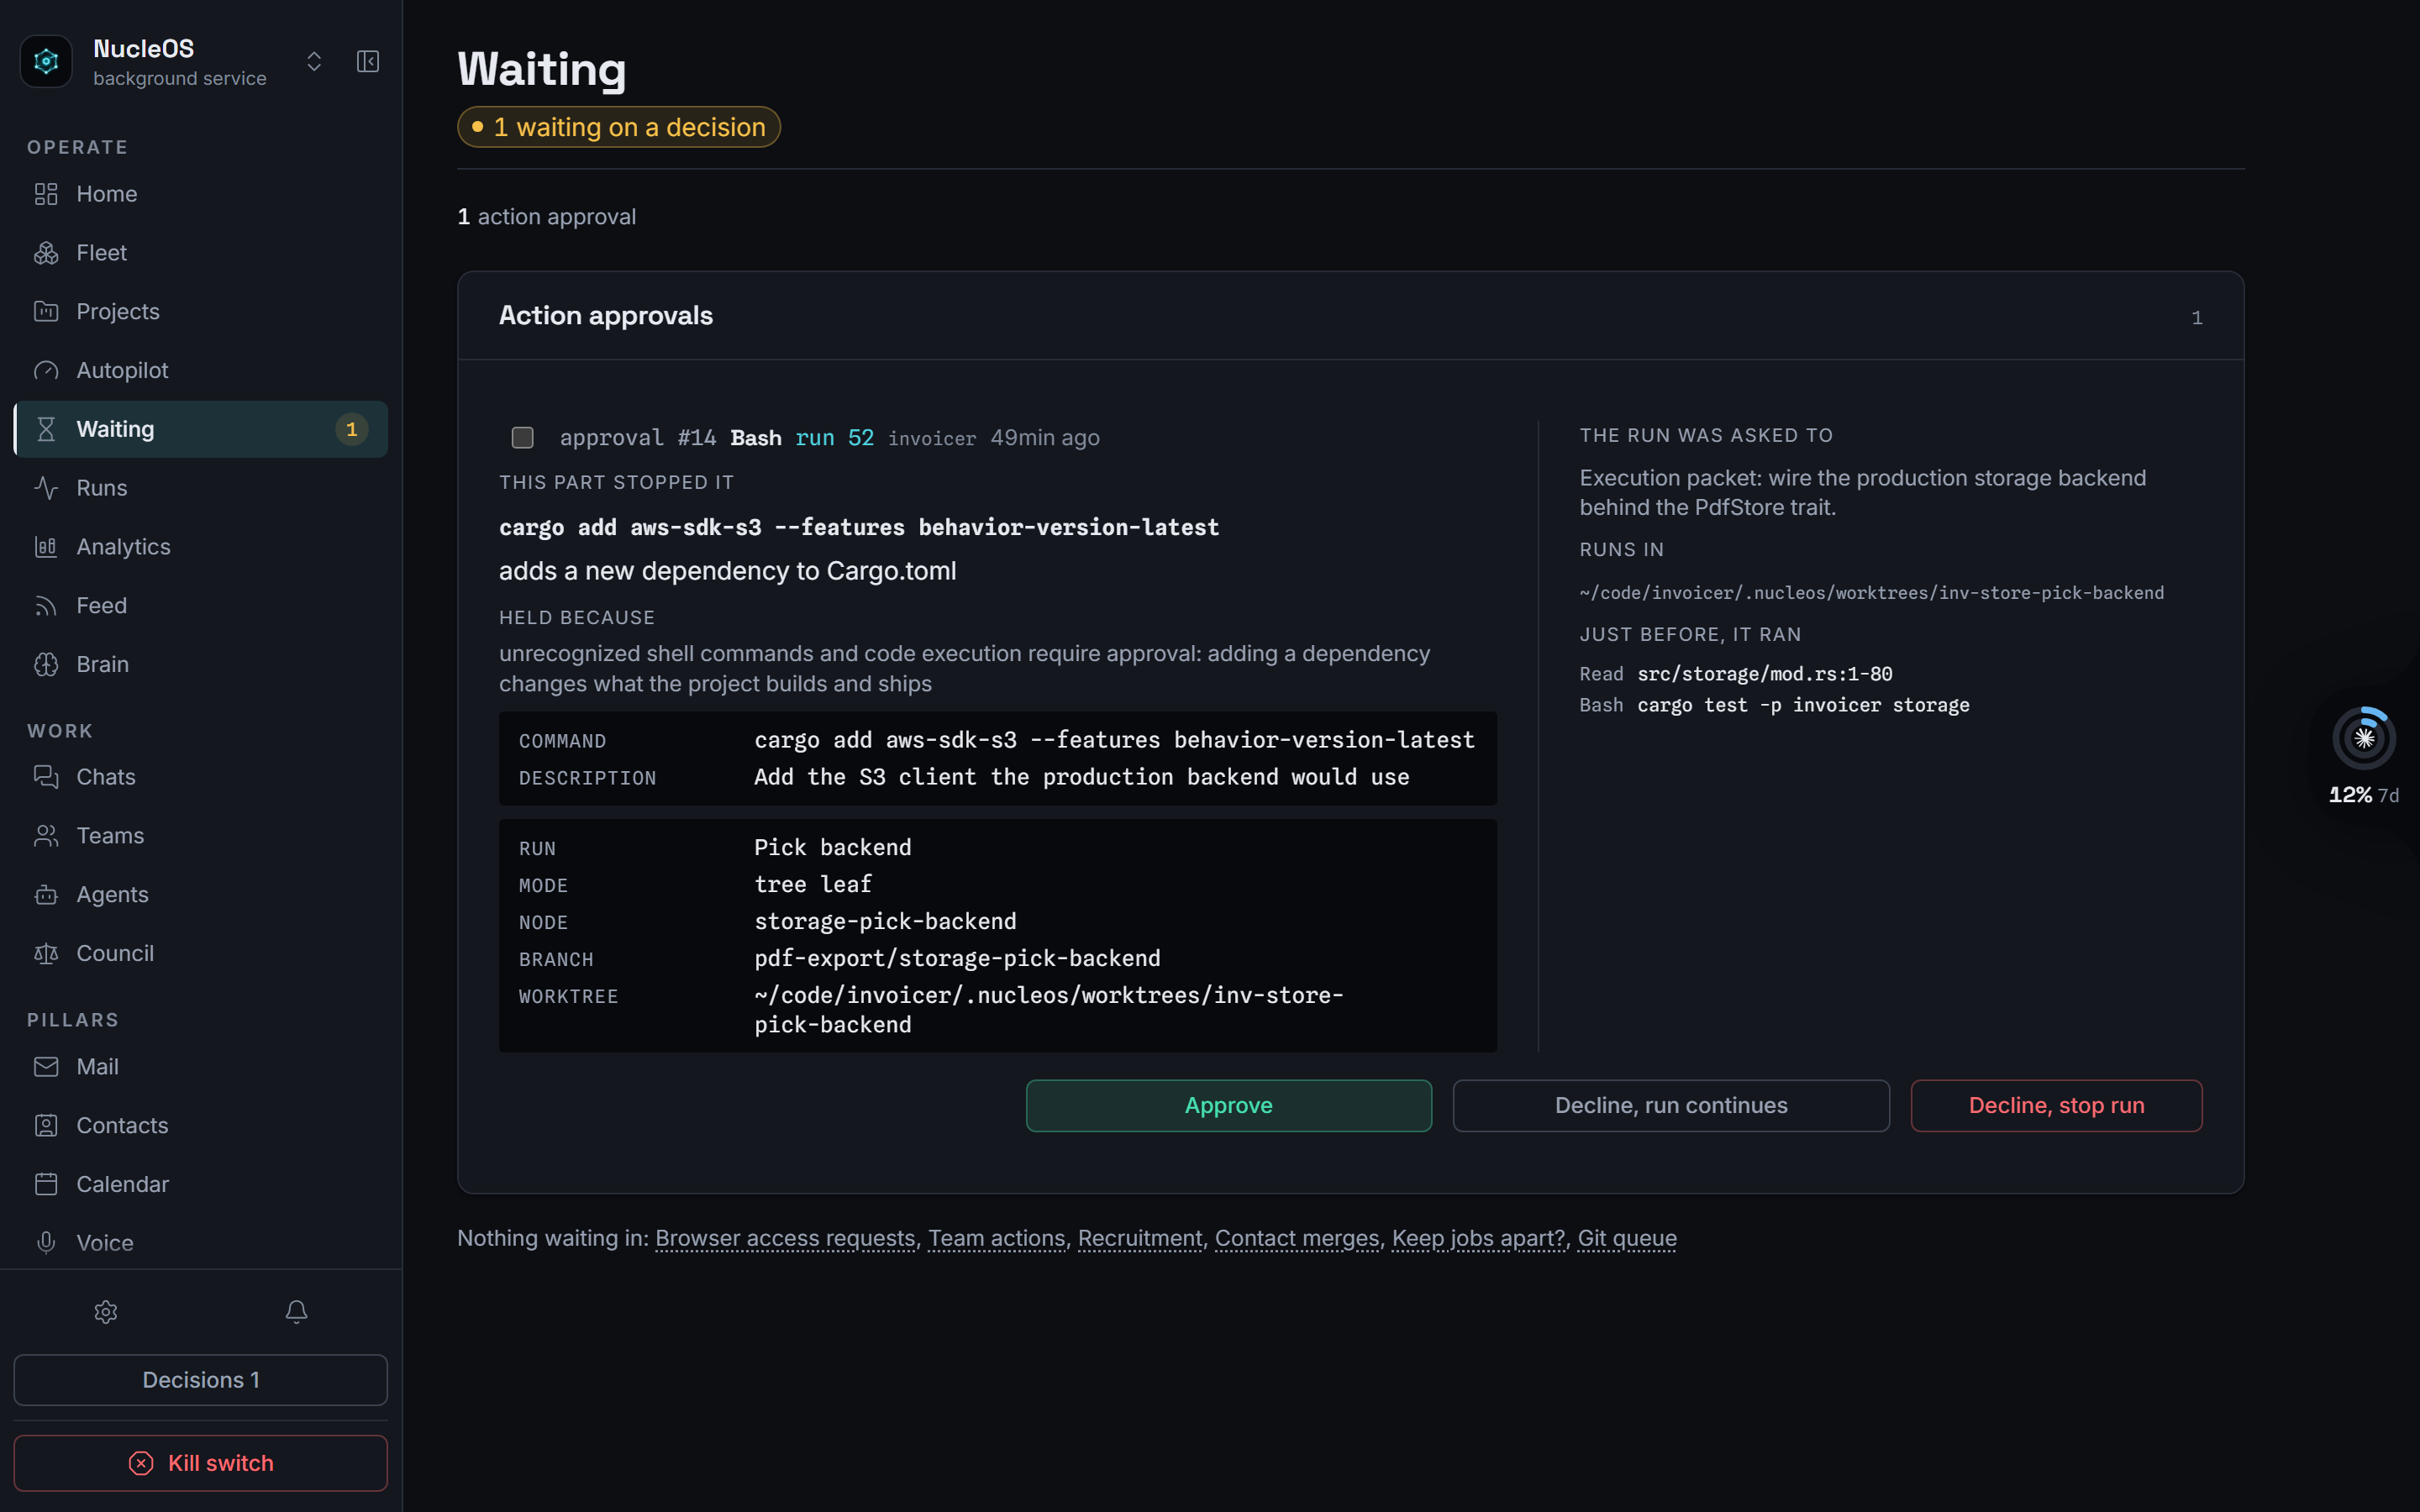 NucleOS
background service
OPERATE
Home
Fleet
Projects
Autopilot
Waiting 1
Runs
Analytics
Feed
Brain
WORK
Chats
Teams
Agents
Council
PILLARS
Mail
Contacts
Calendar
Voice
Decisions 1
Kill switch
Waiting
1 waiting on a decision
1 action approval
Action approvals 1
approval #14 Bash run 52 invoicer 49min ago
THIS PART STOPPED IT
cargo add aws-sdk-s3 --features behavior-version-latest
adds a new dependency to Cargo.toml
HELD BECAUSE
unrecognized shell commands and code execution require approval: adding a dependency
changes what the project builds and ships
COMMAND cargo add aws-sdk-s3 --features behavior-version-latest
DESCRIPTION Add the S3 client the production backend would use
RUN Pick backend
MODE tree leaf
NODE storage-pick-backend
BRANCH pdf-export/storage-pick-backend
WORKTREE ~/code/invoicer/.nucleos/worktrees/inv-store-
pick-backend
THE RUN WAS ASKED TO
Execution packet: wire the production storage backend
behind the PdfStore trait.
RUNS IN
~/code/invoicer/.nucleos/worktrees/inv-store-pick-backend
JUST BEFORE, IT RAN
Read src/storage/mod.rs:1-80
Bash cargo test -p invoicer storage
Approve
Decline, run continues
Decline, stop run
Nothing waiting in: Browser access requests, Team actions, Recruitment, Contact merges, Keep jobs apart?, Git queue
12% 7d